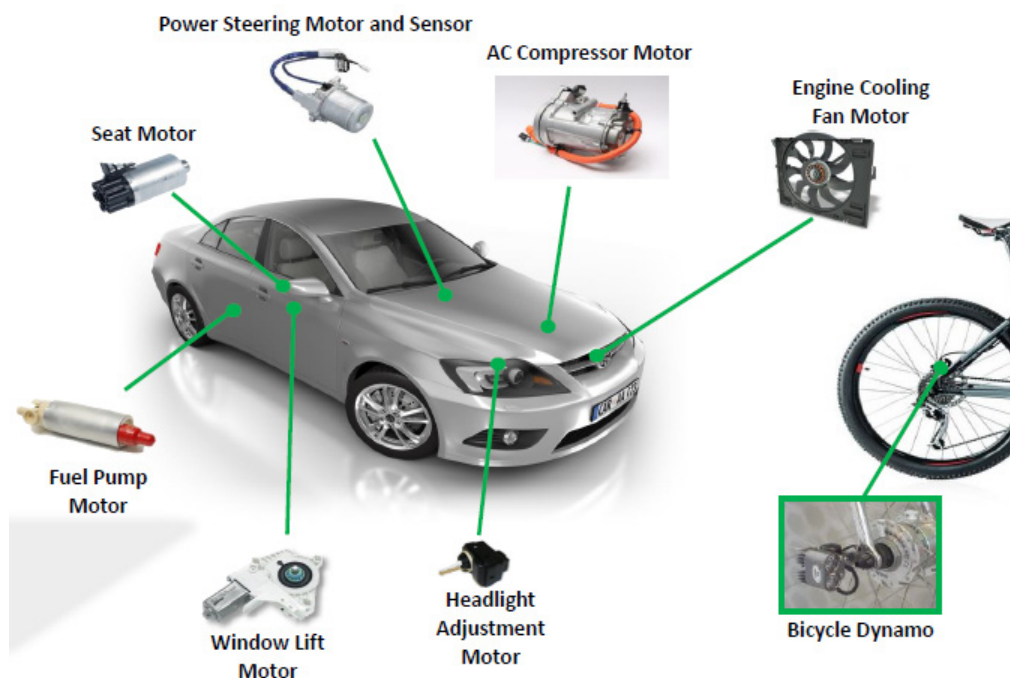 Power Steering Motor and Sensor
AC Compressor Motor
Engine Cooling
Fan Motor
Seat Motor
Fuel Pump
Motor
Window Lift
Motor
Headlight
Adjustment
Motor
Bicycle Dynamo